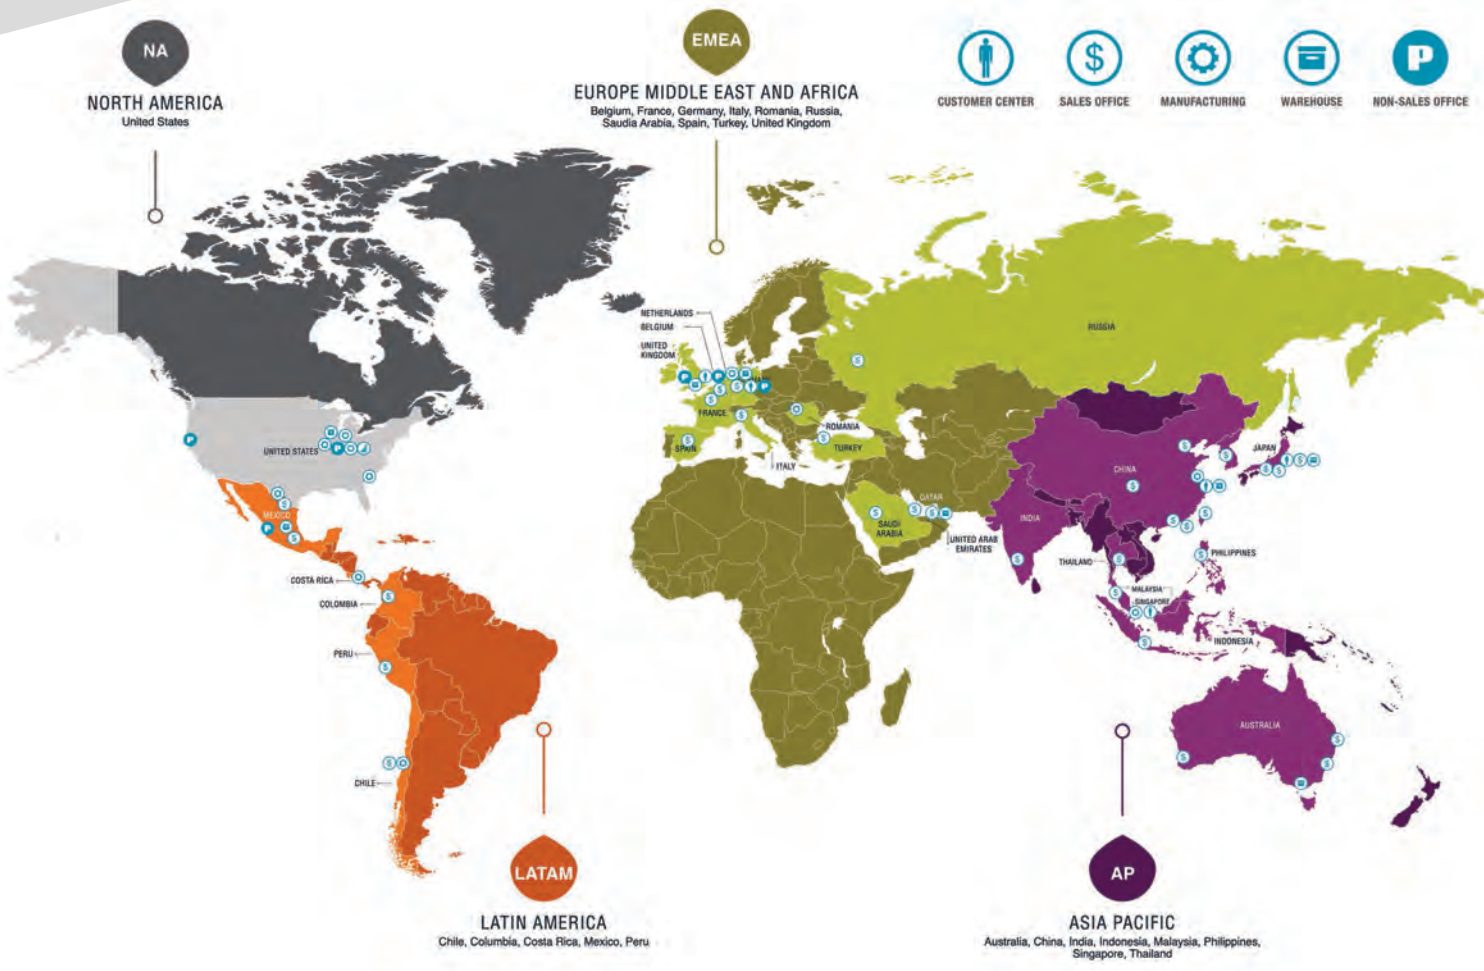 NA
NORTH AMERICA
United States
EMEA
EUROPE MIDDLE EAST AND AFRICA
Belgium, France, Germany, Italy, Romania, Russia,
Saudia Arabia, Spain, Turkey, United Kingdom
$
P
CUSTOMER CENTER
SALES OFFICE
MANUFACTURING
WAREHOUSE
NON-SALES OFFICE
NETHERLANDS
BELGIUM
UNITED
KINGDOM
RUSSIA
FRANCE
ROMANIA
SPAIN
TURKEY
ITALY
UNITED STATES
MEXICO
JAPAN
CHINA
INDIA
QATAR
SAUDI
ARABIA
UNITED ARAB
EMIRATES
THAILAND
PHILIPPINES
MALAYSIA
SINGAPORE
INDONESIA
COSTA RICA
COLOMBIA
PERU
CHILE
AUSTRALIA
LATAM
LATIN AMERICA
Chile, Columbia, Costa Rica, Mexico, Peru
AP
ASIA PACIFIC
Australia, China, India, Indonesia, Malaysia, Philippines,
Singapore, Thailand